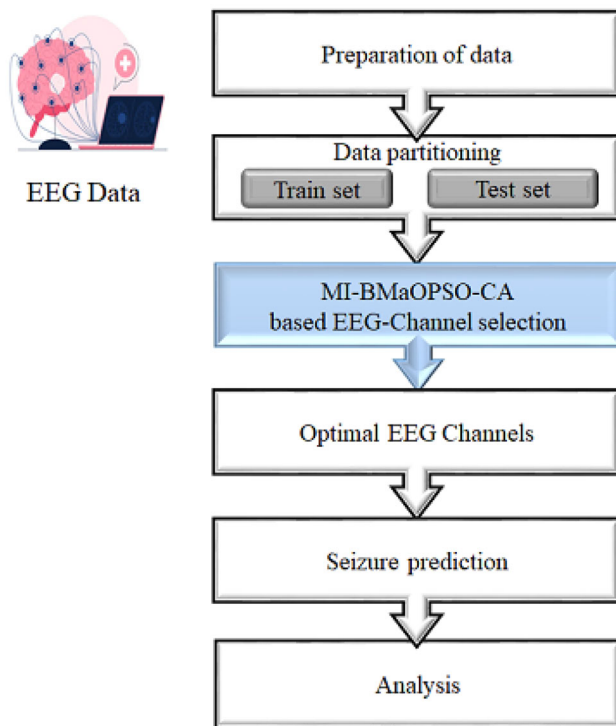 EEG Data
Preparation of data
Data partitioning
Train set
Test set
MI-BMaOPSO-CA
based EEG-Channel selection
Optimal EEG Channels
Seizure prediction
Analysis